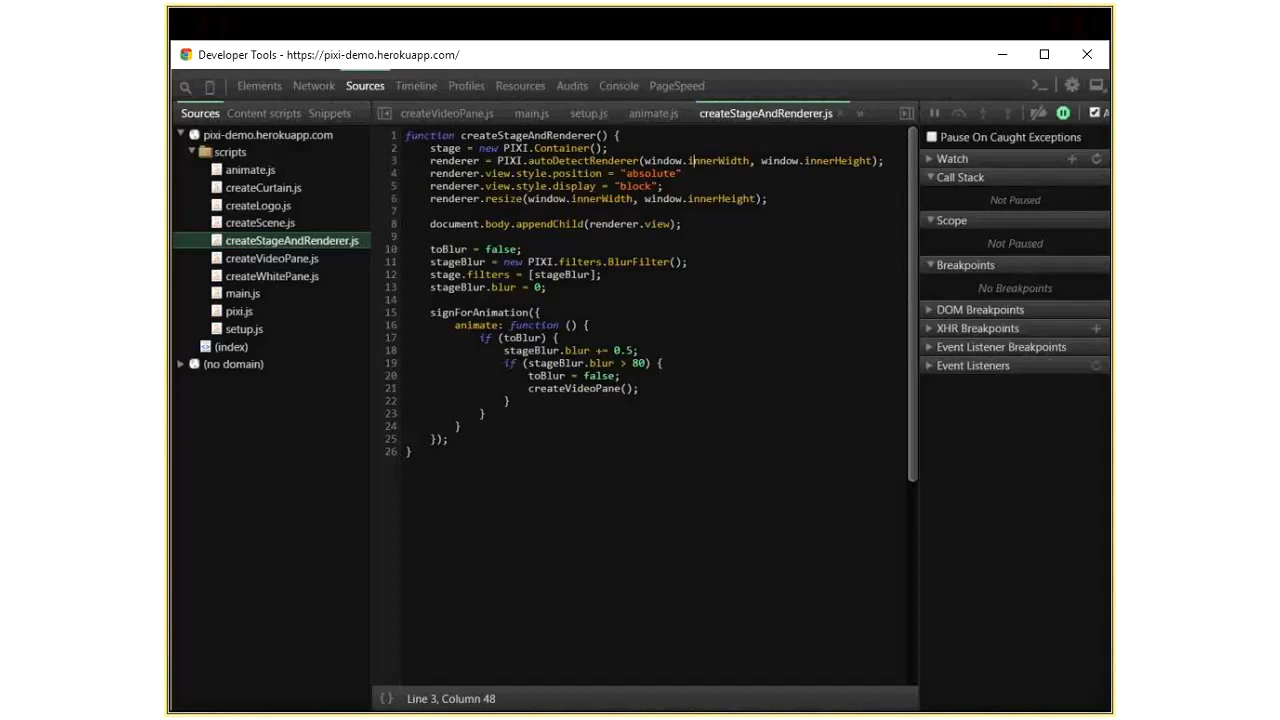 Developer Tools - https://pixi-demo.herokuapp.com/
Elements Network Sources Timeline Profiles Resources Audits Console PageSpeed
Sources Content scripts Snippets
createVideoPane.js main.js setup.js animate.js createStageAndRenderer.js
pixi-demo.herokuapp.com
scripts
animate.js
createCurtain.js
createLogo.js
createScene.js
createStageAndRenderer.js
createVideoPane.js
createWhitePane.js
main.js
pixi.js
setup.js
(index)
(no domain)
1 function createStageAndRenderer() {
2 stage = new PIXI.Container();
3 renderer = PIXI.autoDetectRenderer(window.innerWidth, window.innerHeight);
4 renderer.view.style.position = "absolute"
5 renderer.view.style.display = "block";
6 renderer.resize(window.innerWidth, window.innerHeight);
7
8 document.body.appendChild(renderer.view);
9
10 toBlur = false;
11 stageBlur = new PIXI.filters.BlurFilter();
12 stage.filters = [stageBlur];
13 stageBlur.blur = 0;
14
15 signForAnimation({
16 animate: function () {
17 if (toBlur) {
18 stageBlur.blur += 0.5;
19 if (stageBlur.blur > 80) {
20 toBlur = false;
21 createVideoPane();
22 }
23 }
24 }
25 });
26 }
{ } Line 3, Column 48
A
Pause On Caught Exceptions
Watch
Call Stack
Not Paused
Scope
Not Paused
Breakpoints
No Breakpoints
DOM Breakpoints
XHR Breakpoints
Event Listener Breakpoints
Event Listeners